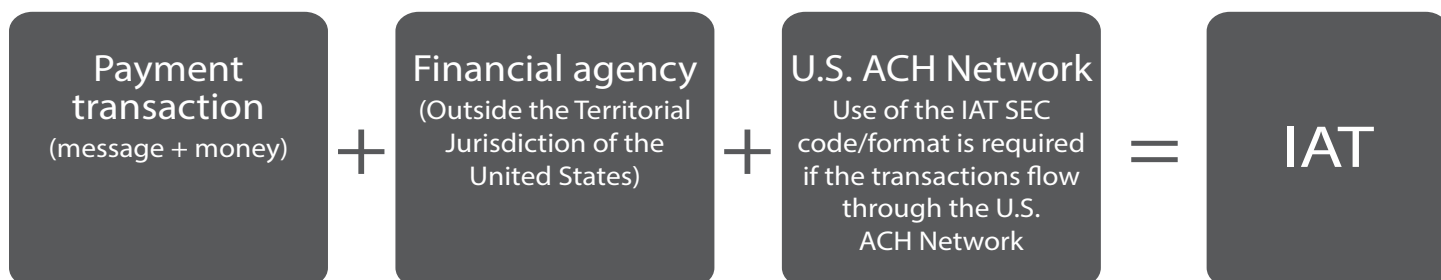 Payment
transaction
(message + money)
+
Financial agency
(Outside the Territorial
Jurisdiction of the
United States)
+
U.S. ACH Network
Use of the IAT SEC
code/format is required
if the transactions flow
through the U.S.
ACH Network
=
IAT